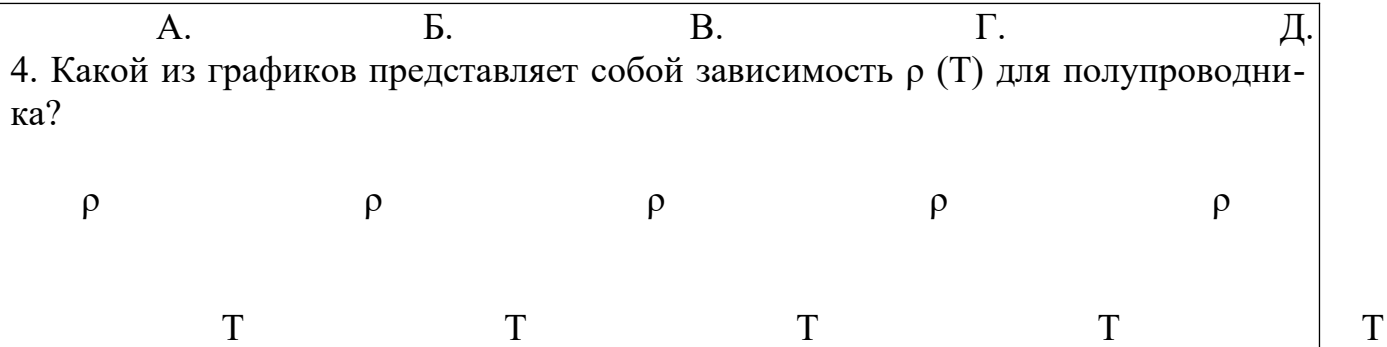 А. Б. В. Г. Д.
4. Какой из графиков представляет собой зависимость ρ (Т) для полупроводни-
ка?
ρ ρ ρ ρ ρ
Т Т Т Т Т